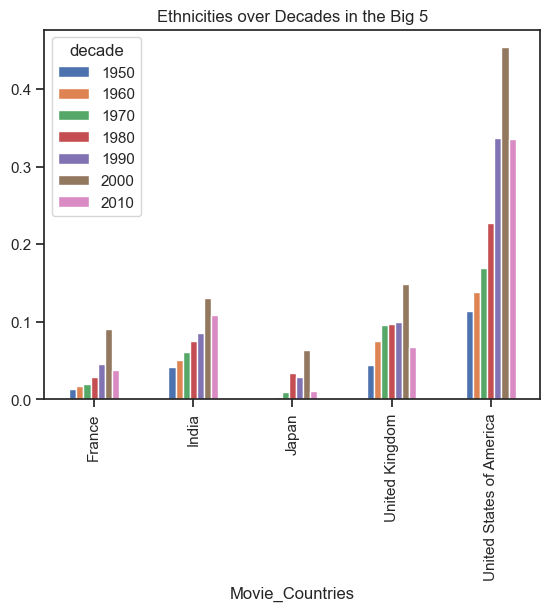 Ethnicities over Decades in the Big 5
decade
1950
1960
1970
1980
1990
2000
2010
0.4
0.3
0.2
0.1
0.0
France
India
Japan
United Kingdom
United States of America
Movie_Countries